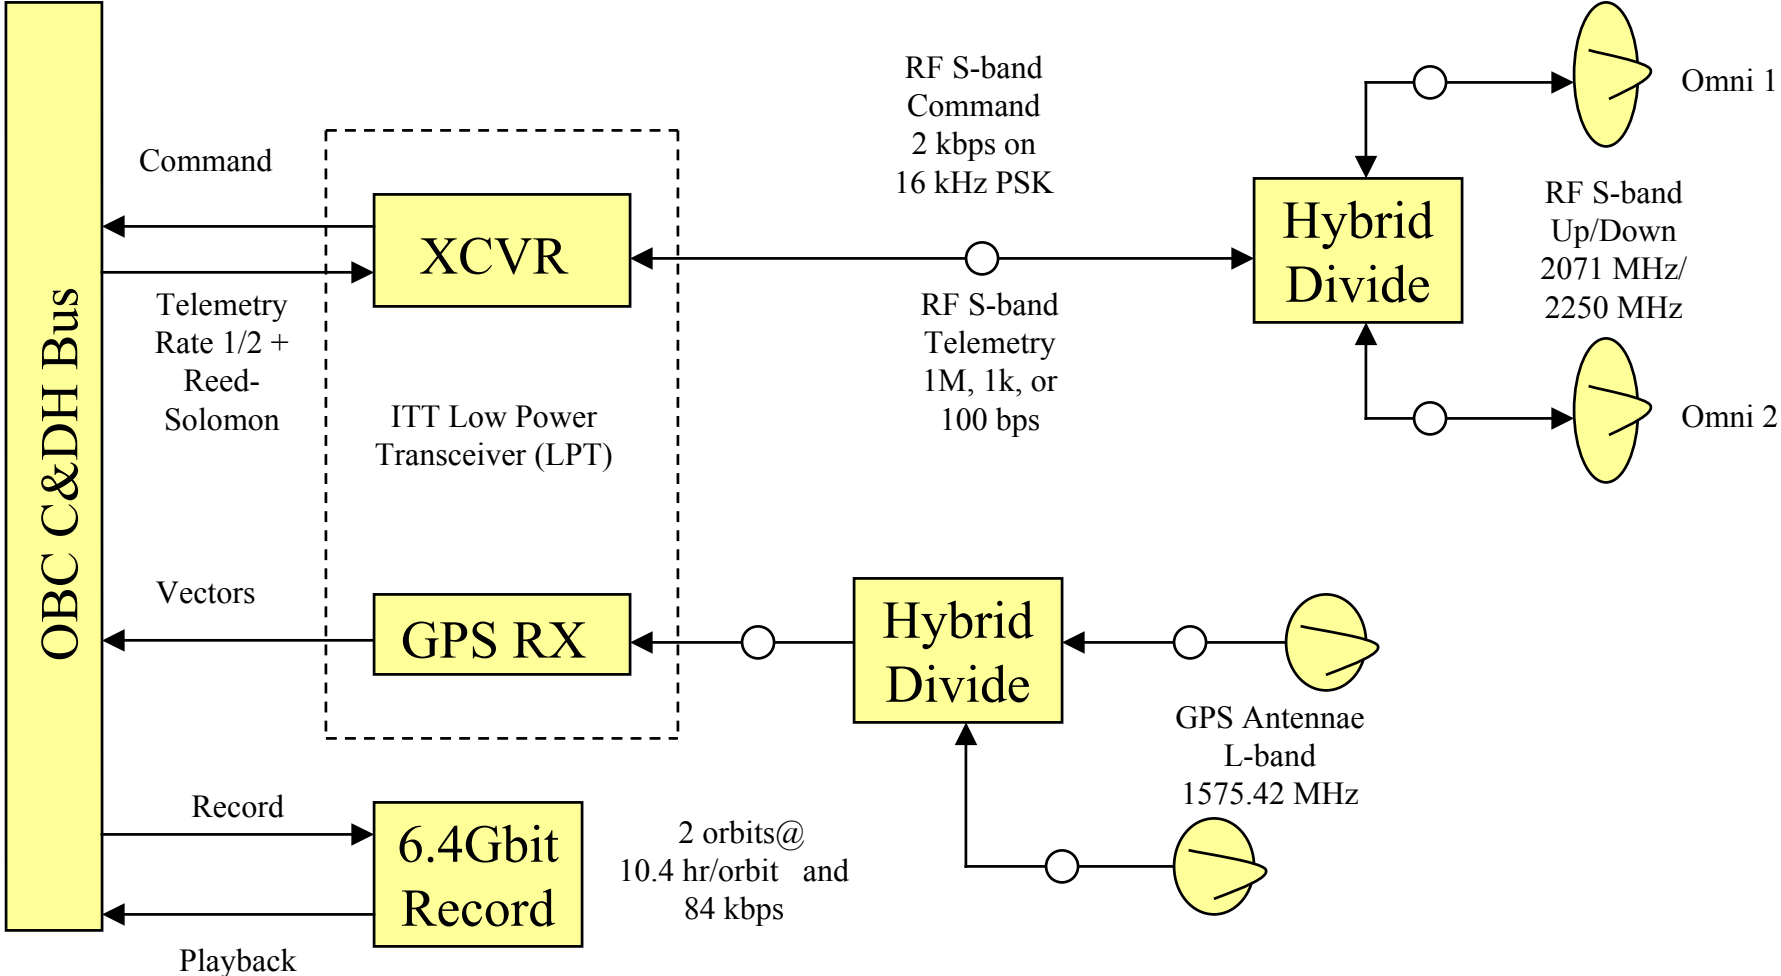 OBC C&DH Bus
Command
XCVR
Telemetry
Rate 1/2 +
Reed-
Solomon
ITT Low Power
Transceiver (LPT)
RF S-band
Command
2 kbps on
16 kHz PSK
RF S-band
Telemetry
1M, 1k, or
100 bps
Hybrid
Divide
Omni 1
RF S-band
Up/Down
2071 MHz/
2250 MHz
Omni 2
Vectors
GPS RX
Hybrid
Divide
GPS Antennae
L-band
1575.42 MHz
Record
6.4Gbit
Record
2 orbits@
10.4 hr/orbit and
84 kbps
Playback